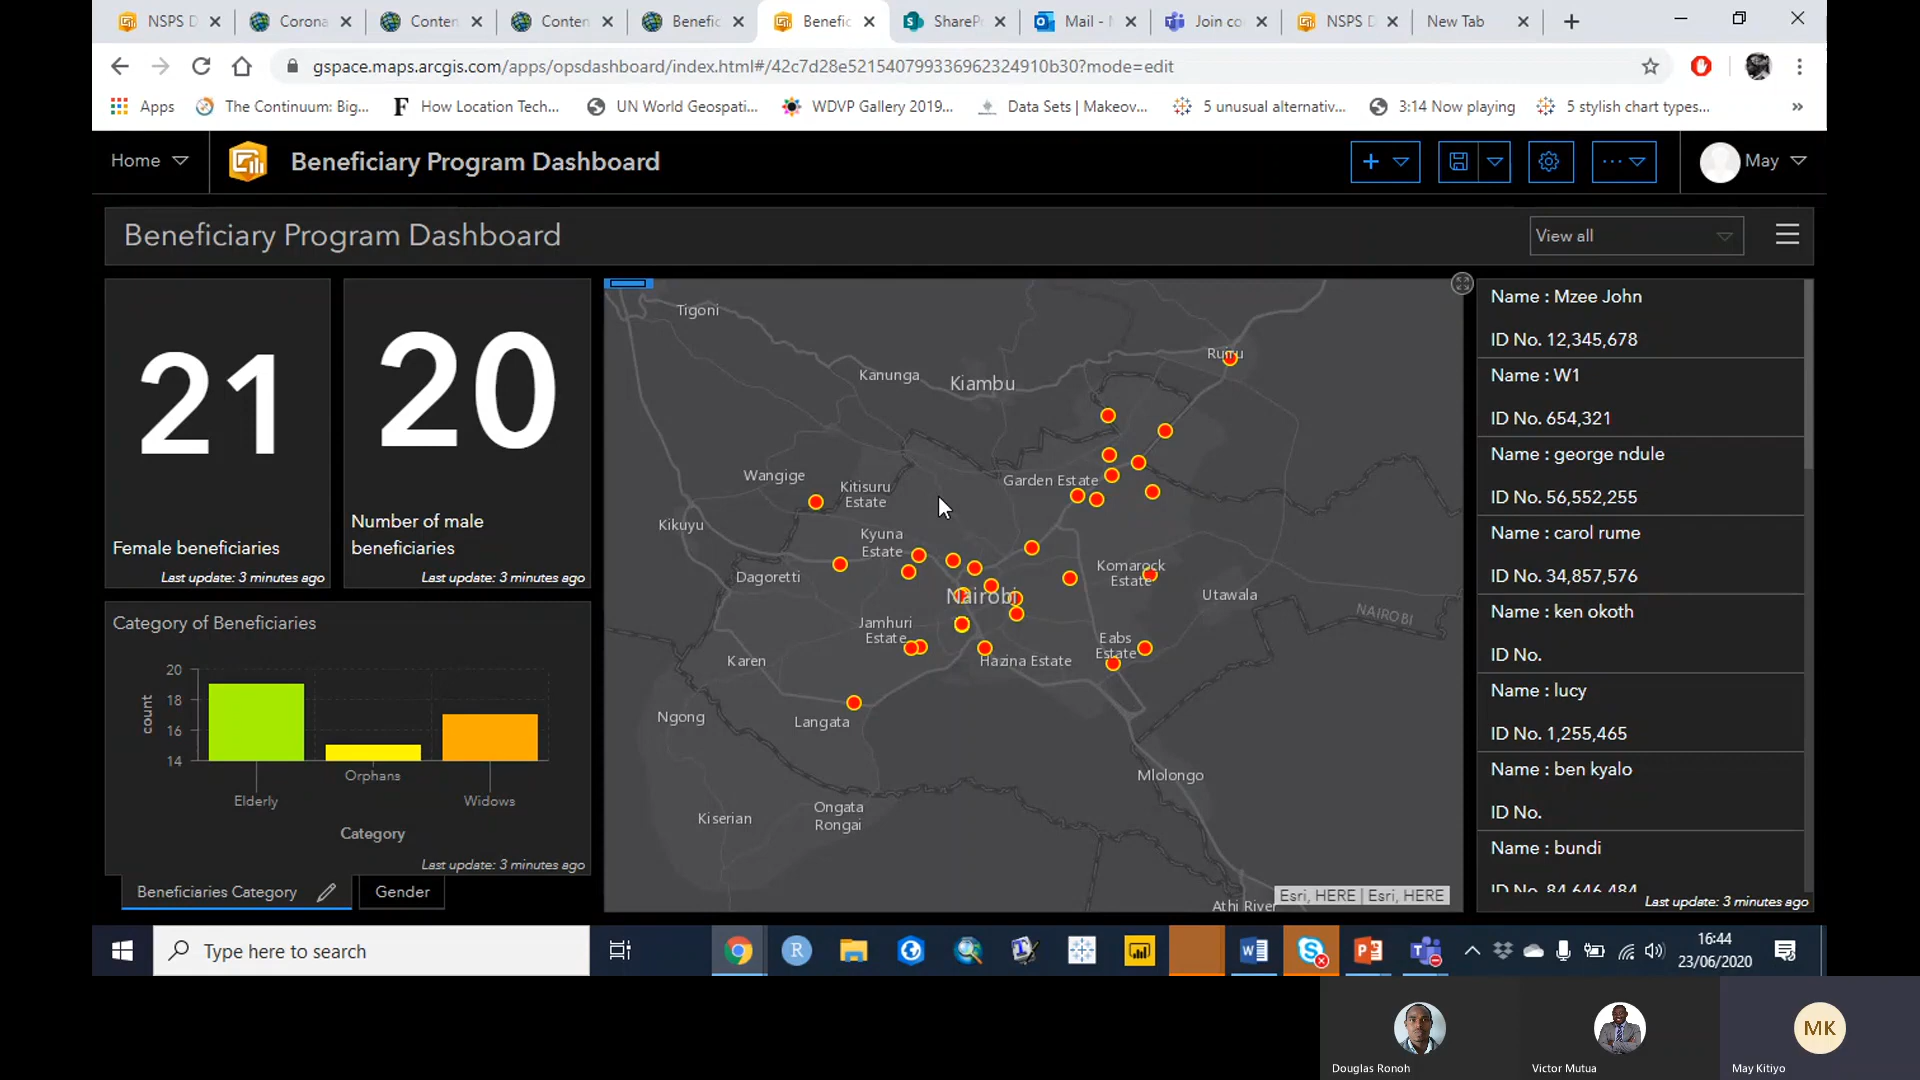 NSPS D
Corona
Conten
Conten
Benefic
Benefic
SharePo
Mail - M
Join co
NSPS D
New Tab
gspace.maps.arcgis.com/apps/opsdashboard/index.html#/42c7d28e521540799336962324910b30?mode=edit
Apps
The Continuum: Big...
How Location Tech...
UN World Geospati...
WDVP Gallery 2019...
Data Sets | Makeov...
5 unusual alternativ...
3:14 Now playing
5 stylish chart types...
Home
Beneficiary Program Dashboard
May
Beneficiary Program Dashboard
View all
21
Female beneficiaries
Last update: 3 minutes ago
20
Number of male
beneficiaries
Last update: 3 minutes ago
Category of Beneficiaries
count
20
18
16
14
Orphans
Elderly
Widows
Category
Last update: 3 minutes ago
Beneficiaries Category
Gender
Tigoni
Ruiru
Kanunga
Kiambu
Wangige
Kitisuru
Estate
Garden Estate
Kikuyu
Kyuna
Estate
Dagoretti
Komarock
Estate
Nairobi
Utawala
NAIROBI
Jamhuri
Estate
Eabs
Estate
Karen
Hazina Estate
Ngong
Langata
Mlolongo
Kiserian
Ongata
Rongai
Athi River
Esri, HERE | Esri, HERE
Name : Mzee John
ID No. 12,345,678
Name : W1
ID No. 654,321
Name : george ndule
ID No. 56,552,255
Name : carol rume
ID No. 34,857,576
Name : ken okoth
ID No.
Name : lucy
ID No. 1,255,465
Name : ben kyalo
ID No.
Name : bundi
ID No. 84,646,484
Last update: 3 minutes ago
Type here to search
16:44
23/06/2020
MK
Douglas Ronoh
Victor Mutua
May Kitiyo